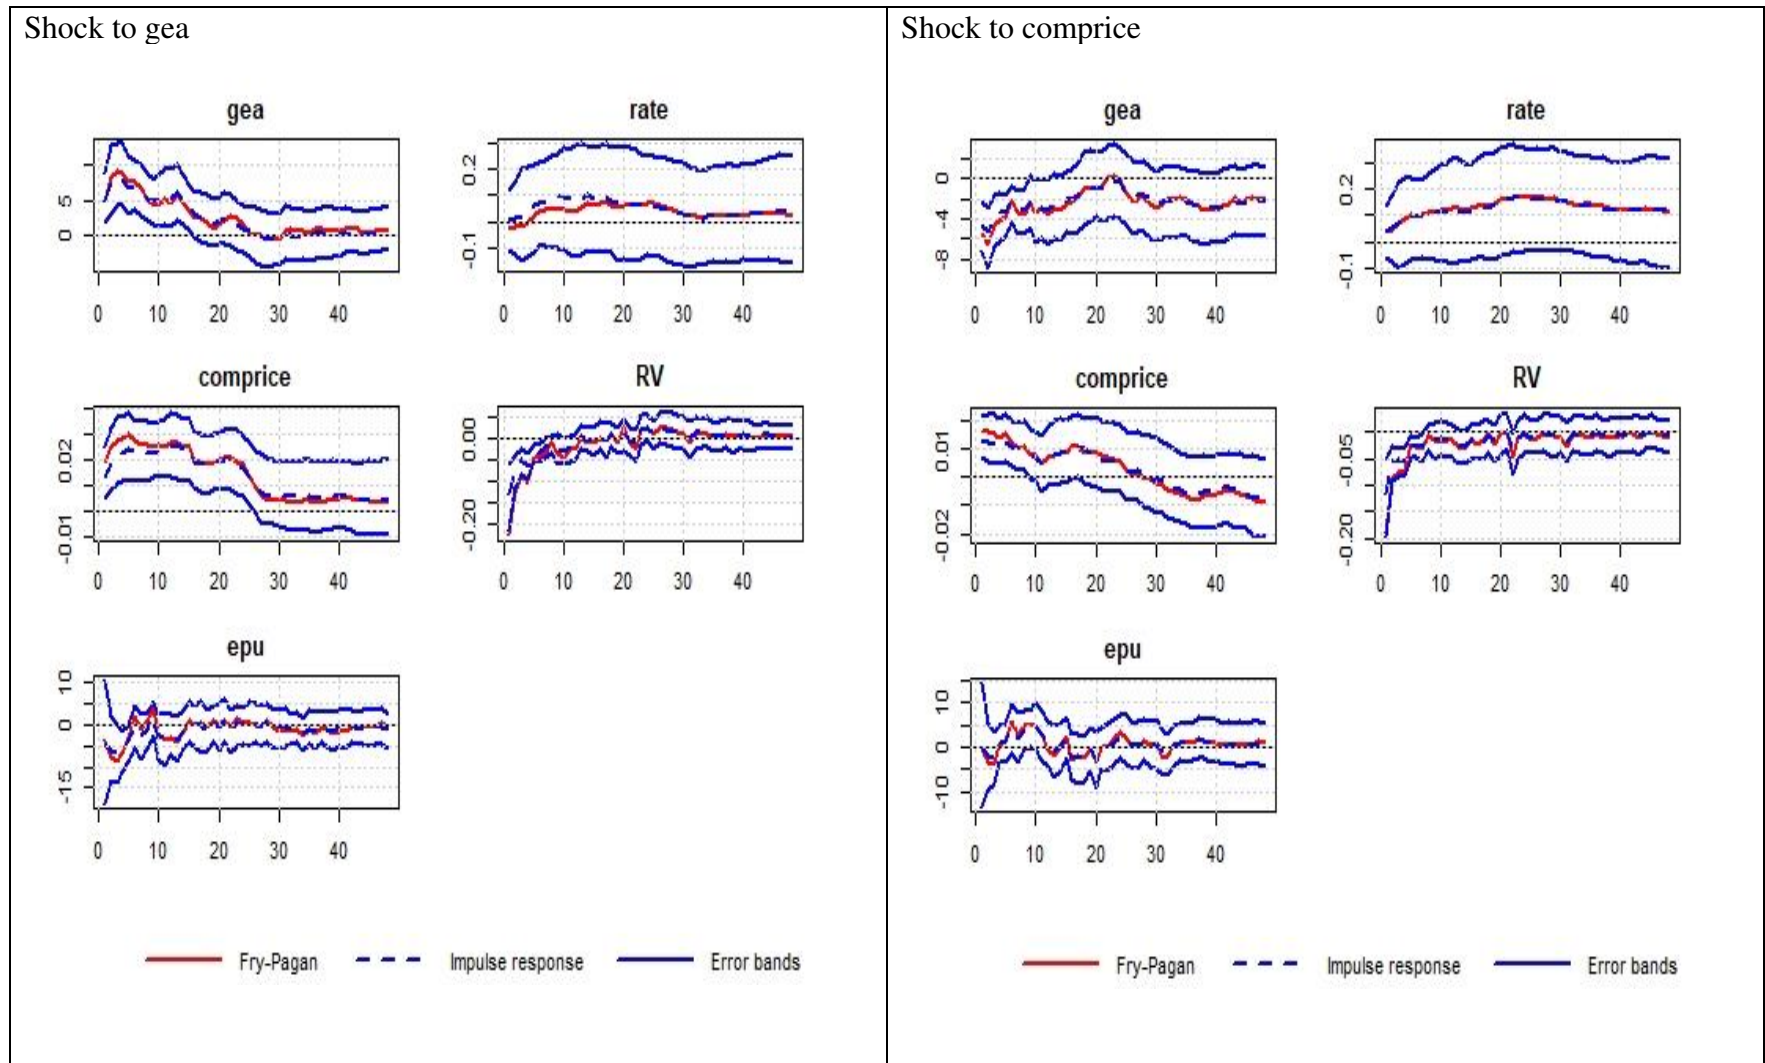 Shock to gea
gea
5
0
0 10 20 30 40
rate
0.2
-0.1
0 10 20 30 40
comprice
0.02
-0.01
0 10 20 30 40
RV
0.00
-0.20
0 10 20 30 40
epu
10
0
-15
0 10 20 30 40
Fry-Pagan Impulse response Error bands
Shock to comprice
gea
0
-4
-8
0 10 20 30 40
rate
0.2
-0.1
0 10 20 30 40
comprice
0.01
-0.02
0 10 20 30 40
RV
-0.05
-0.20
0 10 20 30 40
epu
10
0
-10
0 10 20 30 40
Fry-Pagan Impulse response Error bands